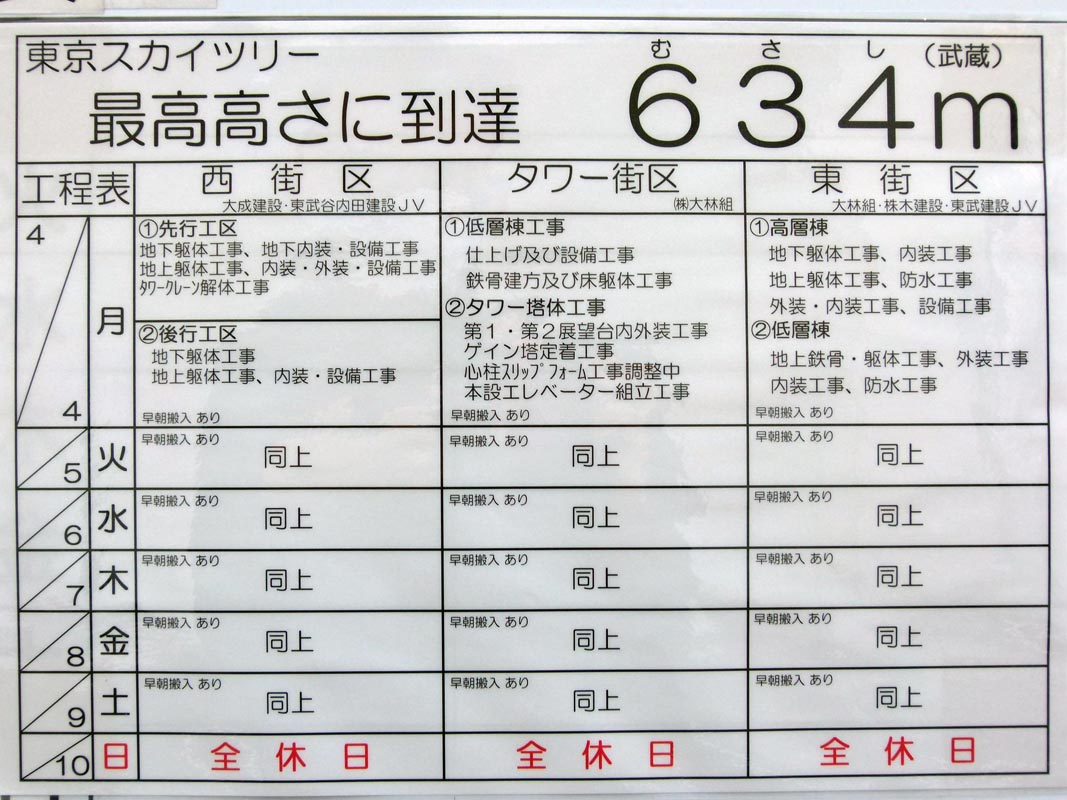 東京スカイツリー
最高高さに到達
むさし
634m
(武蔵)
工程表
西街区
大成建設・東武谷内田建設JV
タワー街区
㈱大林組
東街区
大林組・株木建設・東武建設JV
4
4
月
①先行工区
地下躯体工事、地下内装・設備工事
地上躯体工事、内装・外装・設備工事
ﾀﾜｰｸﾚｰﾝ解体工事
②後行工区
地下躯体工事
地上躯体工事、内装・設備工事
早朝搬入 あり
①低層棟工事
仕上げ及び設備工事
鉄骨建方及び床躯体工事
②タワー塔体工事
第1・第2展望台内外装工事
ゲイン塔定着工事
心柱ｽﾘｯﾌﾟﾌｫｰﾑ工事調整中
本設エレベーター組立工事
早朝搬入 あり
①高層棟
地下躯体工事、内装工事
地上躯体工事、防水工事
外装・内装工事、設備工事
②低層棟
地上鉄骨・躯体工事、外装工事
内装工事、防水工事
早朝搬入 あり
5
火
早朝搬入 あり
同上
早朝搬入 あり
同上
早朝搬入 あり
同上
6
水
早朝搬入 あり
同上
早朝搬入 あり
同上
早朝搬入 あり
同上
7
木
早朝搬入 あり
同上
早朝搬入 あり
同上
早朝搬入 あり
同上
8
金
早朝搬入 あり
同上
早朝搬入 あり
同上
早朝搬入 あり
同上
9
土
早朝搬入 あり
同上
早朝搬入 あり
同上
早朝搬入 あり
同上
10
日
全休日
全休日
全休日